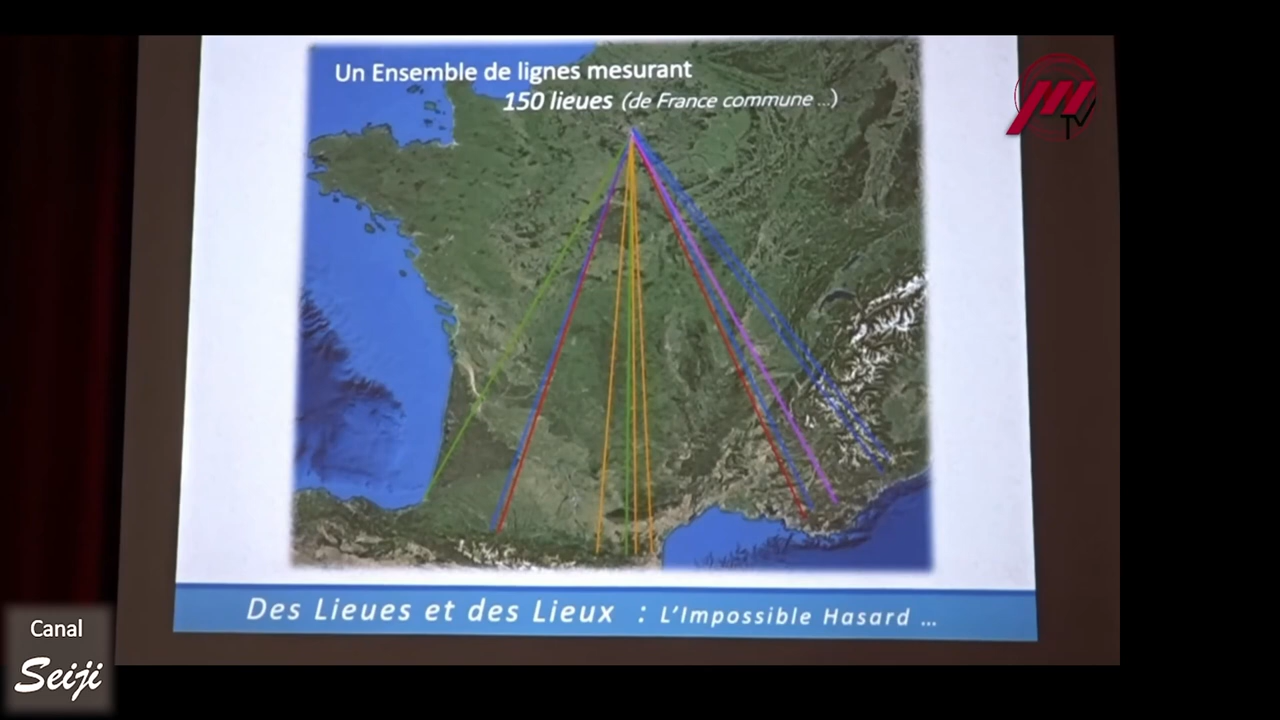 Un Ensemble de lignes mesurant
150 lieues (de France commune ...)
m
TV
Des Lieues et des Lieux : L'Impossible Hasard ...
Canal
Seiji